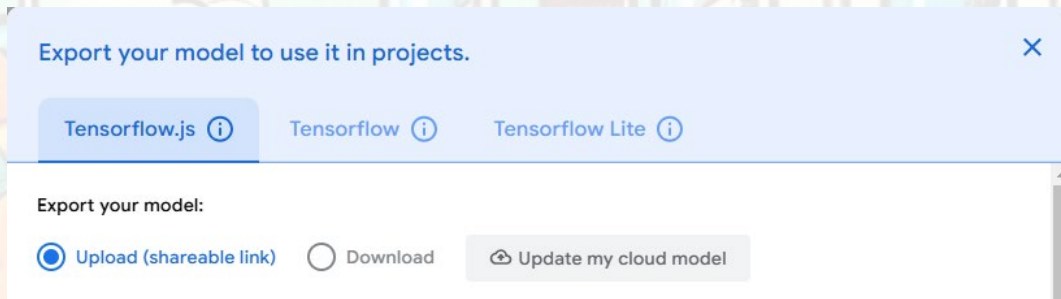 Export your model to use it in projects.
Tensorflow.js Tensorflow Tensorflow Lite
Export your model:
Upload (shareable link) Download Update my cloud model